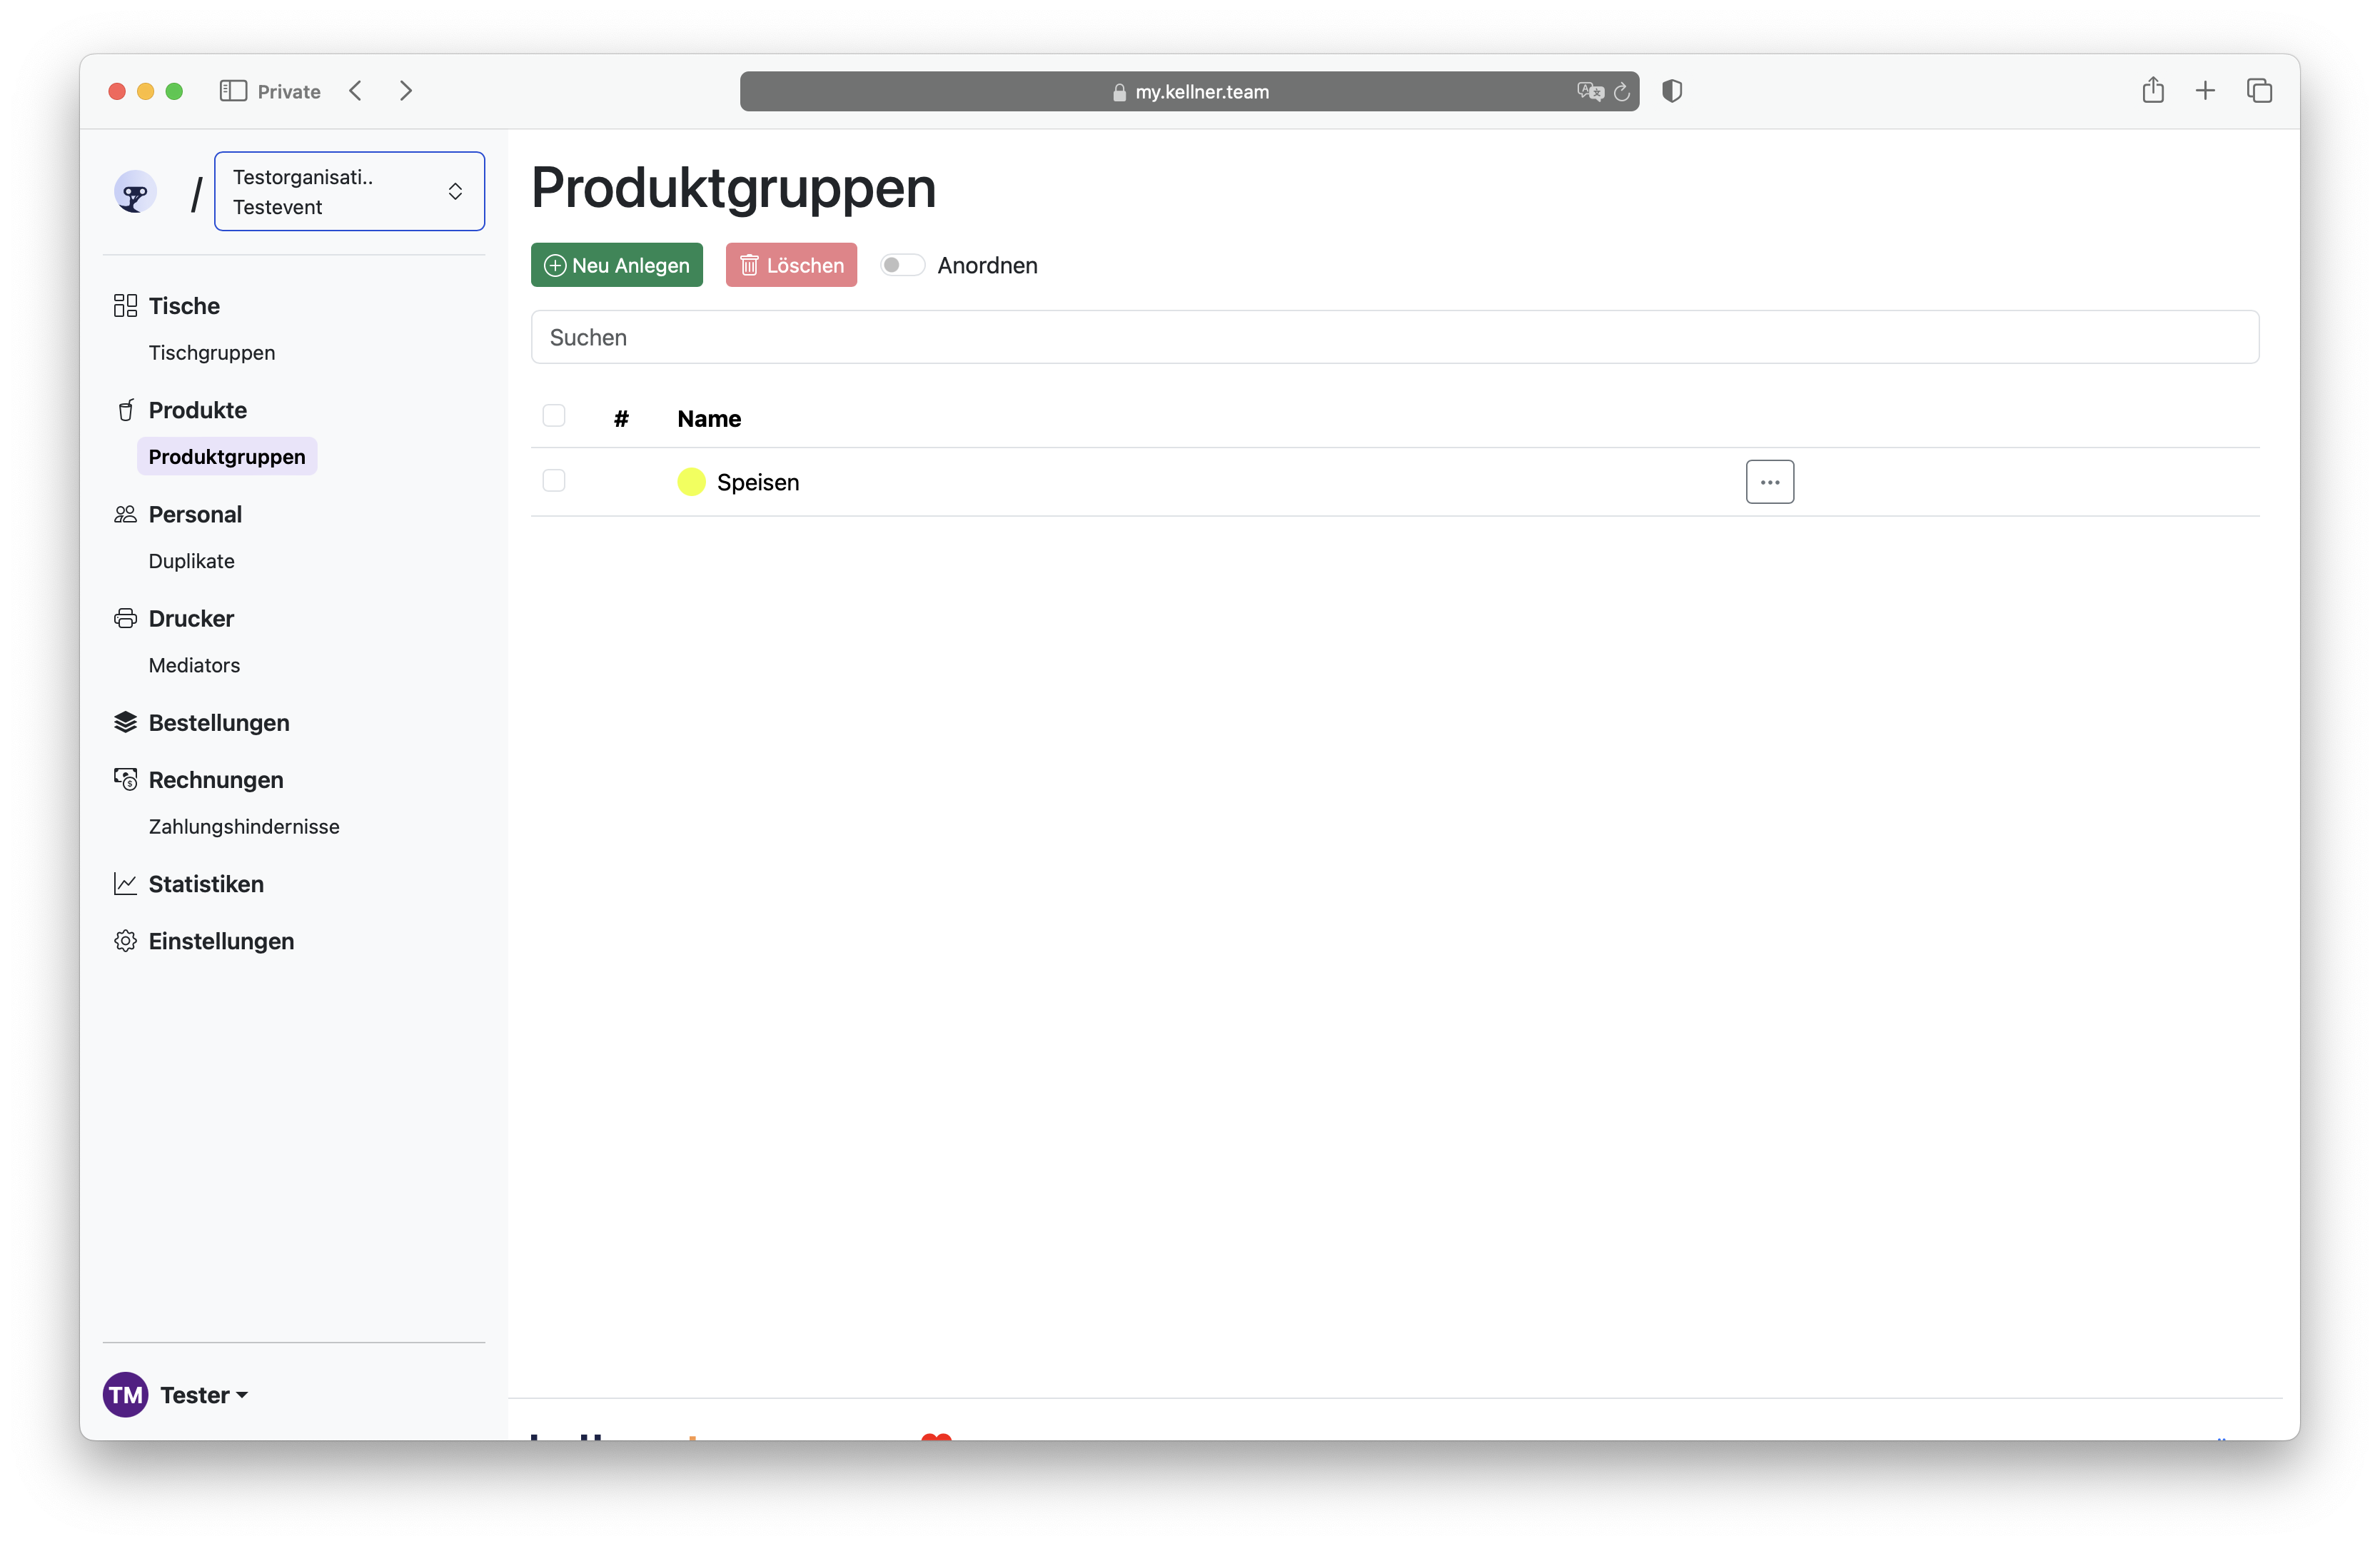 Private
my.kellner.team
/
Testorganisati..
Testevent
Tische
Tischgruppen
Produkte
Produktgruppen
Personal
Duplikate
Drucker
Mediators
Bestellungen
Rechnungen
Zahlungshindernisse
Statistiken
Einstellungen
TM Tester
Produktgruppen
Neu Anlegen Löschen Anordnen
Suchen
# Name
Speisen